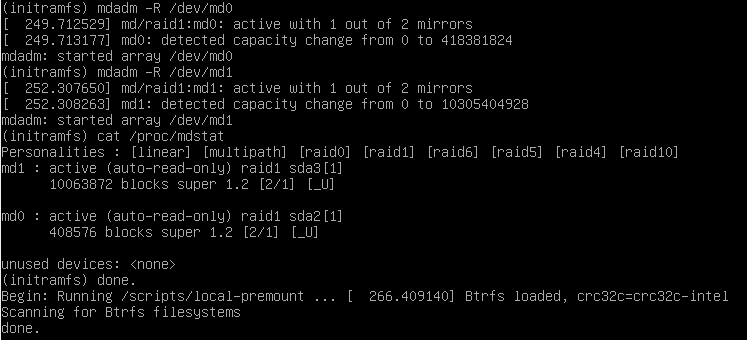 (initramfs) mdadm -R /dev/md0
[  249.712529] md/raid1:md0: active with 1 out of 2 mirrors
[  249.713177] md0: detected capacity change from 0 to 418381824
mdadm: started array /dev/md0
(initramfs) mdadm -R /dev/md1
[  252.307650] md/raid1:md1: active with 1 out of 2 mirrors
[  252.308263] md1: detected capacity change from 0 to 10305404928
mdadm: started array /dev/md1
(initramfs) cat /proc/mdstat
Personalities : [linear] [multipath] [raid0] [raid1] [raid6] [raid5] [raid4] [raid10]
md1 : active (auto-read-only) raid1 sda3[1]
      10063872 blocks super 1.2 [2/1] [_U]

md0 : active (auto-read-only) raid1 sda2[1]
      408576 blocks super 1.2 [2/1] [_U]

unused devices: <none>
(initramfs) done.
Begin: Running /scripts/local-premount ... [  266.409140] Btrfs loaded, crc32c=crc32c-intel
Scanning for Btrfs filesystems
done.